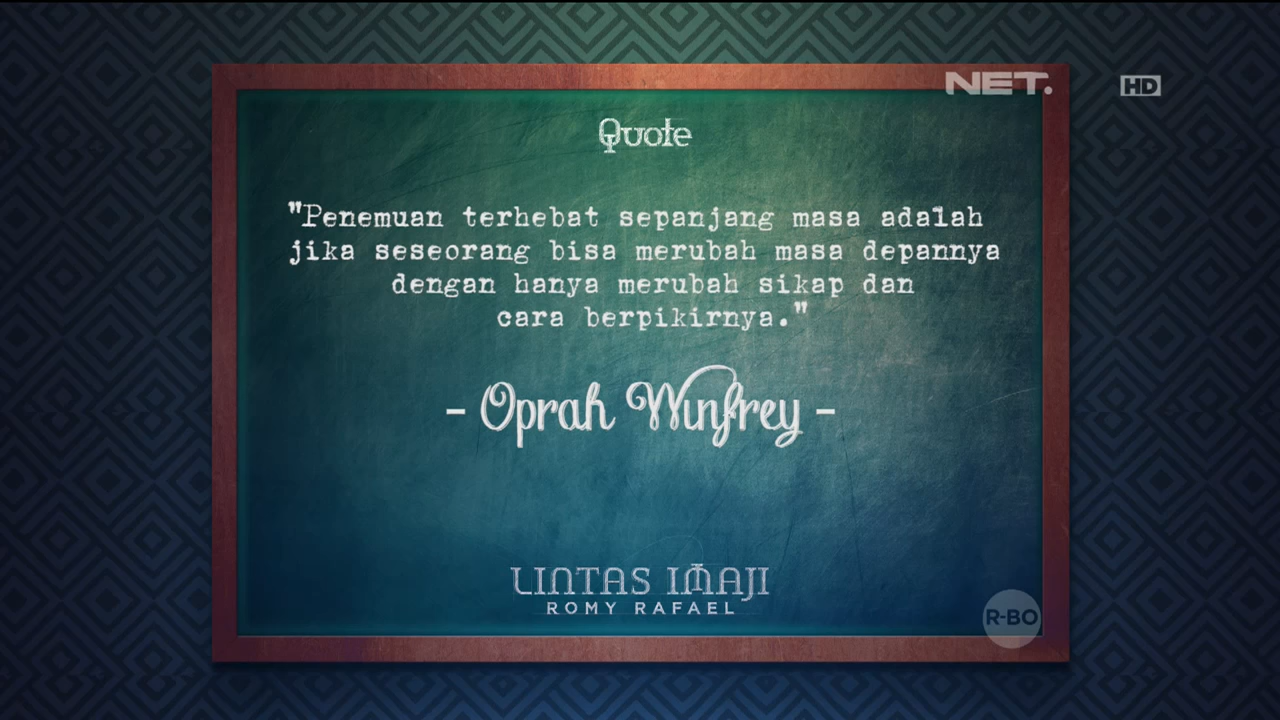 NET.
HD
Quote
"Penemuan terhebat sepanjang masa adalah
jika seseorang bisa merubah masa depannya
dengan hanya merubah sikap dan
cara berpikirnya."
- Oprah Winfrey -
LINTAS IMAJI
ROMY RAFAEL
R-BO